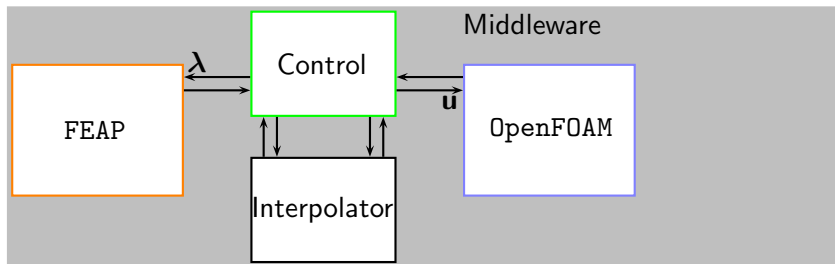 Middleware
λ
Control
u
FEAP
OpenFOAM
Interpolator